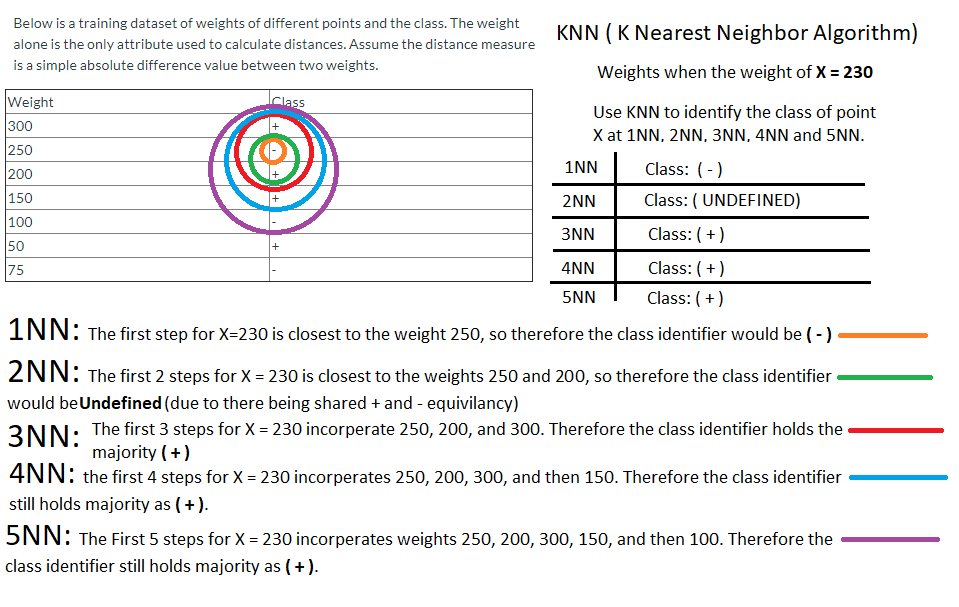 Below is a training dataset of weights of different points and the class. The weight
alone is the only attribute used to calculate distances. Assume the distance measure
is a simple absolute difference value between two weights.
KNN ( K Nearest Neighbor Algorithm)
Weights when the weight of X = 230
Use KNN to identify the class of point
X at 1NN, 2NN, 3NN, 4NN and 5NN.
Weight Class
300 +
250 -
200 +
150 +
100 -
50 +
75 -
1NN Class: ( - )
2NN Class: ( UNDEFINED)
3NN Class: ( + )
4NN Class: ( + )
5NN Class: ( + )
1NN: The first step for X=230 is closest to the weight 250, so therefore the class identifier would be ( - )
2NN: The first 2 steps for X = 230 is closest to the weights 250 and 200, so therefore the class identifier
would be Undefined (due to there being shared + and - equivilancy)
3NN: The first 3 steps for X = 230 incorperate 250, 200, and 300. Therefore the class identifier holds the
majority ( + )
4NN: the first 4 steps for X = 230 incorperates 250, 200, 300, and then 150. Therefore the class identifier
still holds majority as ( + ).
5NN: The First 5 steps for X = 230 incorperates weights 250, 200, 300, 150, and then 100. Therefore the
class identifier still holds majority as ( + ).